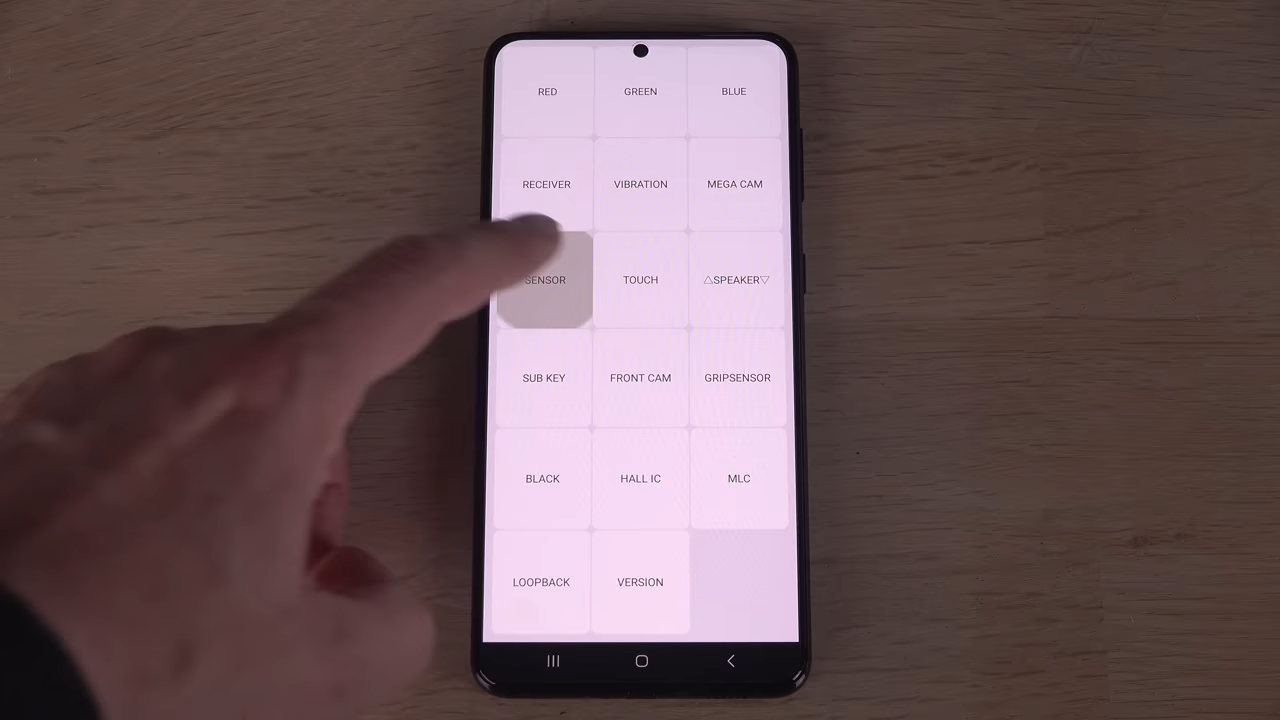 RED GREEN BLUE
RECEIVER VIBRATION MEGA CAM
SENSOR TOUCH △SPEAKER▽
SUB KEY FRONT CAM GRIPSENSOR
BLACK HALL IC MLC
LOOPBACK VERSION